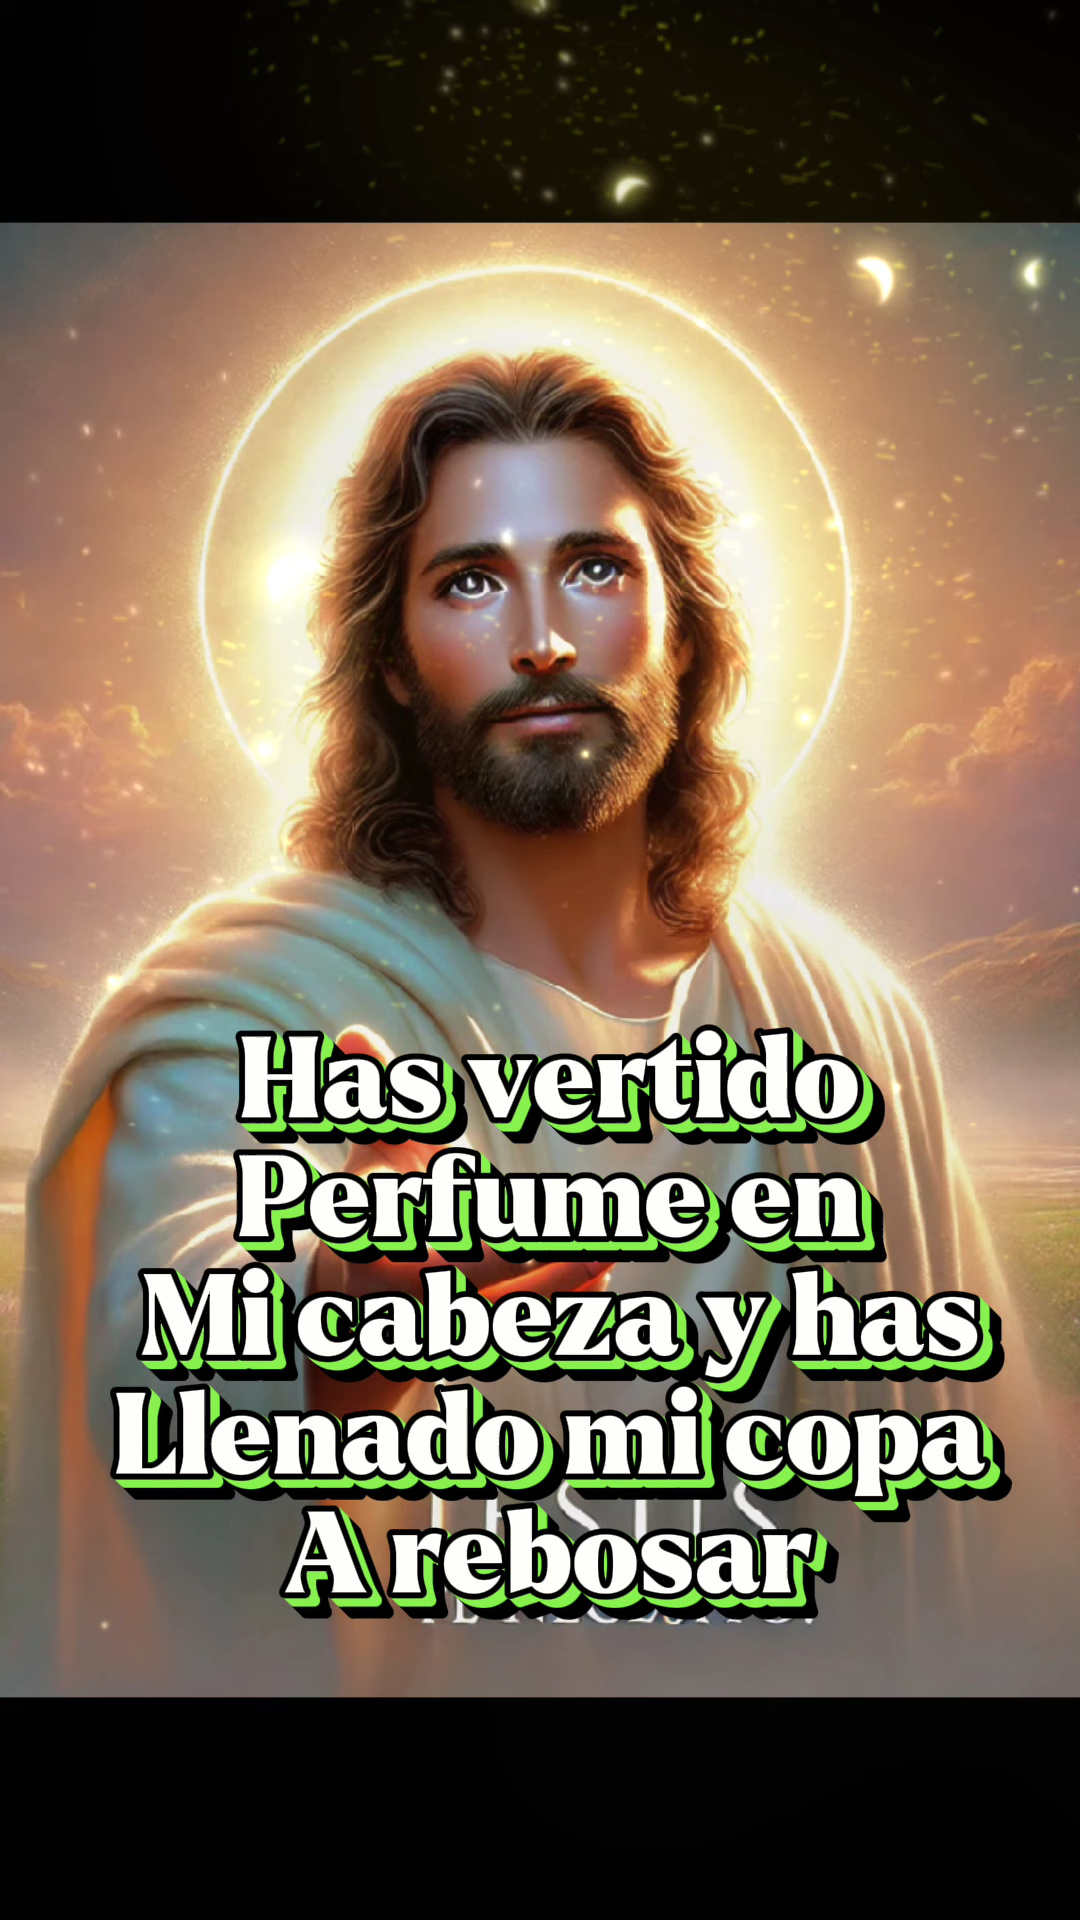 Has vertido
Perfume en
Mi cabeza y has
Llenado mi copa
A rebosar